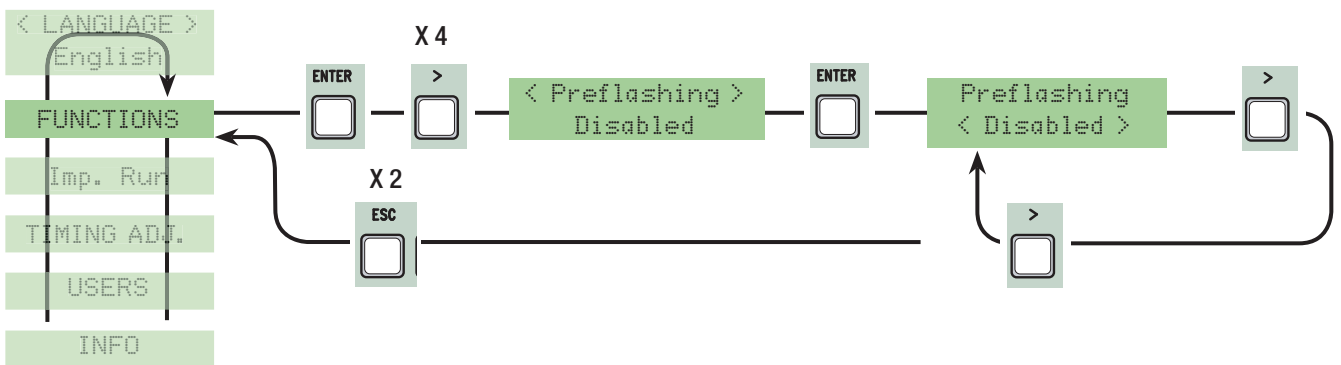 < LANGUAGE >
English
FUNCTIONS
Imp. Run
TIMING ADJ.
USERS
INFO
ENTER
X 4
>
< Preflashing >
Disabled
ENTER
Preflashing
< Disabled >
>
X 2
ESC
>